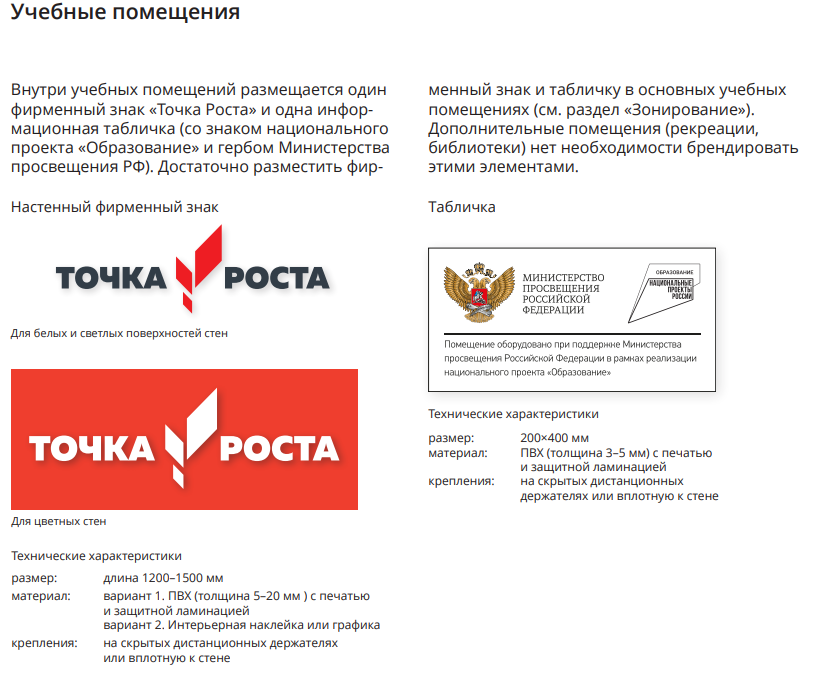 Учебные помещения
Внутри учебных помещений размещается один
фирменный знак «Точка Роста» и одна инфор-
мационная табличка (со знаком национального
проекта «Образование» и гербом Министерства
просвещения РФ). Достаточно разместить фир-
менный знак и табличку в основных учебных
помещениях (см. раздел «Зонирование»).
Дополнительные помещения (рекреации,
библиотеки) нет необходимости брендировать
этими элементами.
Настенный фирменный знак
ТОЧКА РОСТА
Для белых и светлых поверхностей стен
ТОЧКА РОСТА
Для цветных стен
Технические характеристики
размер: длина 1200–1500 мм
материал: вариант 1. ПВХ (толщина 5–20 мм ) с печатью
и защитной ламинацией
вариант 2. Интерьерная наклейка или графика
крепления: на скрытых дистанционных держателях
или вплотную к стене
Табличка
МИНИСТЕРСТВО
ПРОСВЕЩЕНИЯ
РОССИЙСКОЙ
ФЕДЕРАЦИИ
ОБРАЗОВАНИЕ
НАЦИОНАЛЬНЫЕ
ПРОЕКТЫ
РОССИИ
Помещение оборудовано при поддержке Министерства
просвещения Российской Федерации в рамках реализации
национального проекта «Образование»
Технические характеристики
размер: 200×400 мм
материал: ПВХ (толщина 3–5 мм) с печатью
и защитной ламинацией
крепления: на скрытых дистанционных
держателях или вплотную к стене